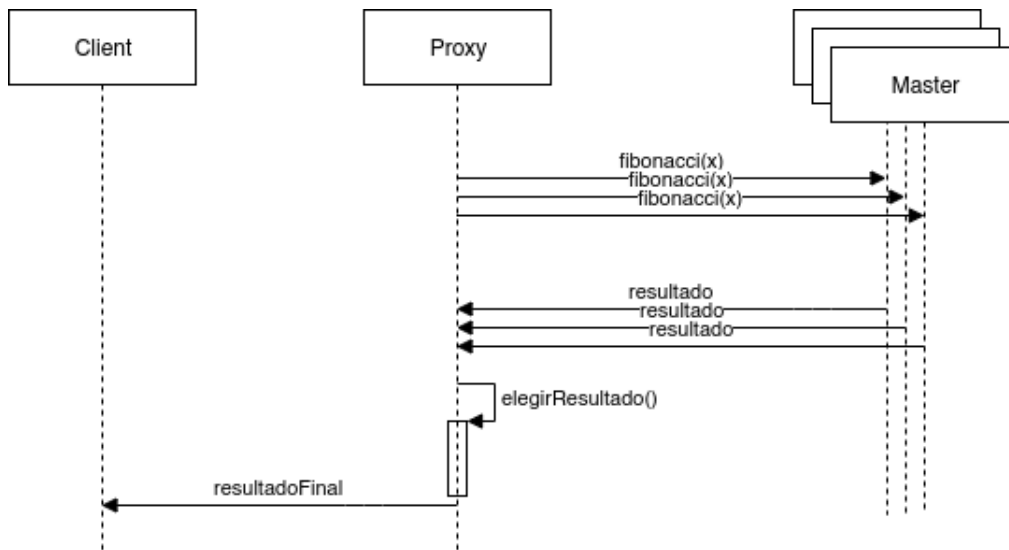 Client
Proxy
Master
fibonacci(x)
fibonacci(x)
fibonacci(x)
resultado
resultado
resultado
elegirResultado()
resultadoFinal